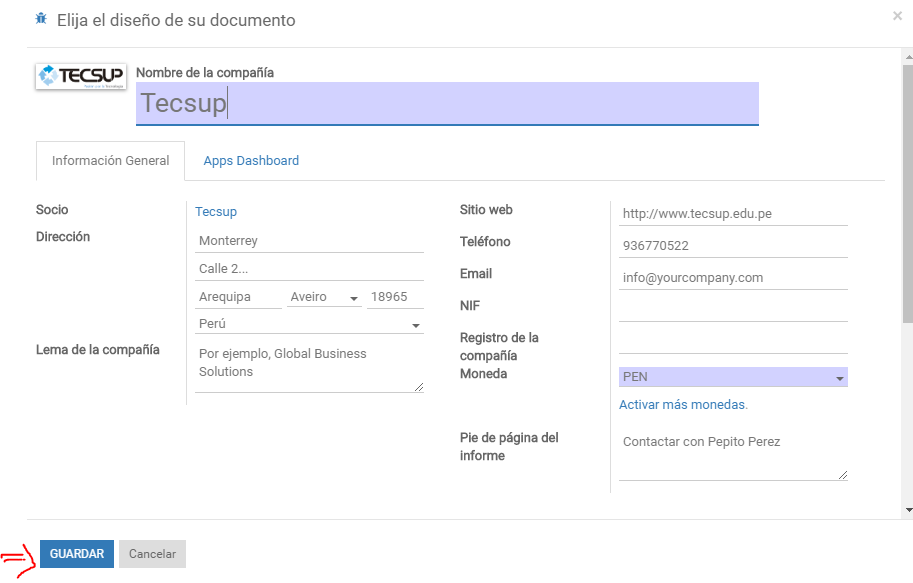 Elija el diseño de su documento
×
TECSUP
Nombre de la compañía
Tecsup
Información General
Apps Dashboard
Socio
Tecsup
Dirección
Monterrey
Calle 2...
Arequipa Aveiro 18965
Perú
Lema de la compañía
Por ejemplo, Global Business
Solutions
Sitio web
http://www.tecsup.edu.pe
Teléfono
936770522
Email
info@yourcompany.com
NIF
Registro de la
compañía
Moneda
PEN
Activar más monedas.
Pie de página del
informe
Contactar con Pepito Perez
GUARDAR
Cancelar